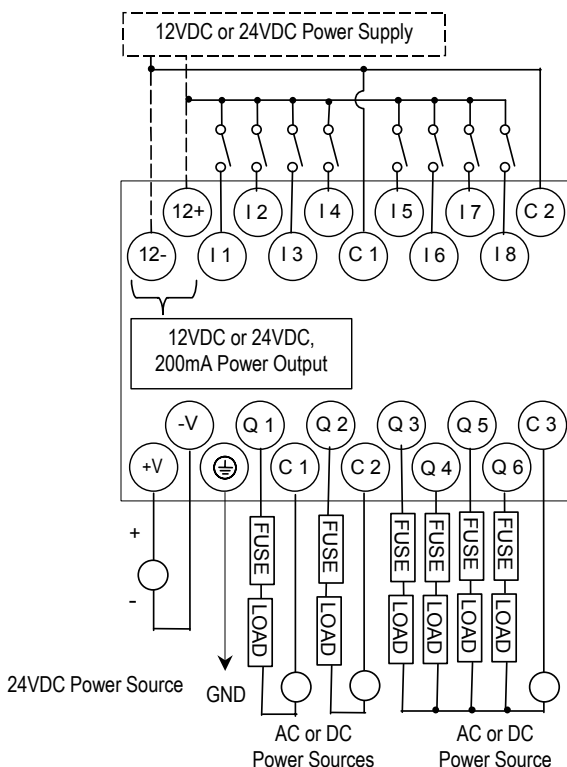 12VDC or 24VDC Power Supply
12+ I 2 I 4 I 5 I 7 C 2
12- I 1 I 3 C 1 I 6 I 8
12VDC or 24VDC,
200mA Power Output
-V Q 1 Q 2 Q 3 Q 5 C 3
+V C 1 C 2 Q 4 Q 6
+
-
FUSE FUSE FUSE FUSE FUSE FUSE
LOAD LOAD LOAD LOAD LOAD LOAD
24VDC Power Source
GND
AC or DC
Power Sources
AC or DC
Power Source